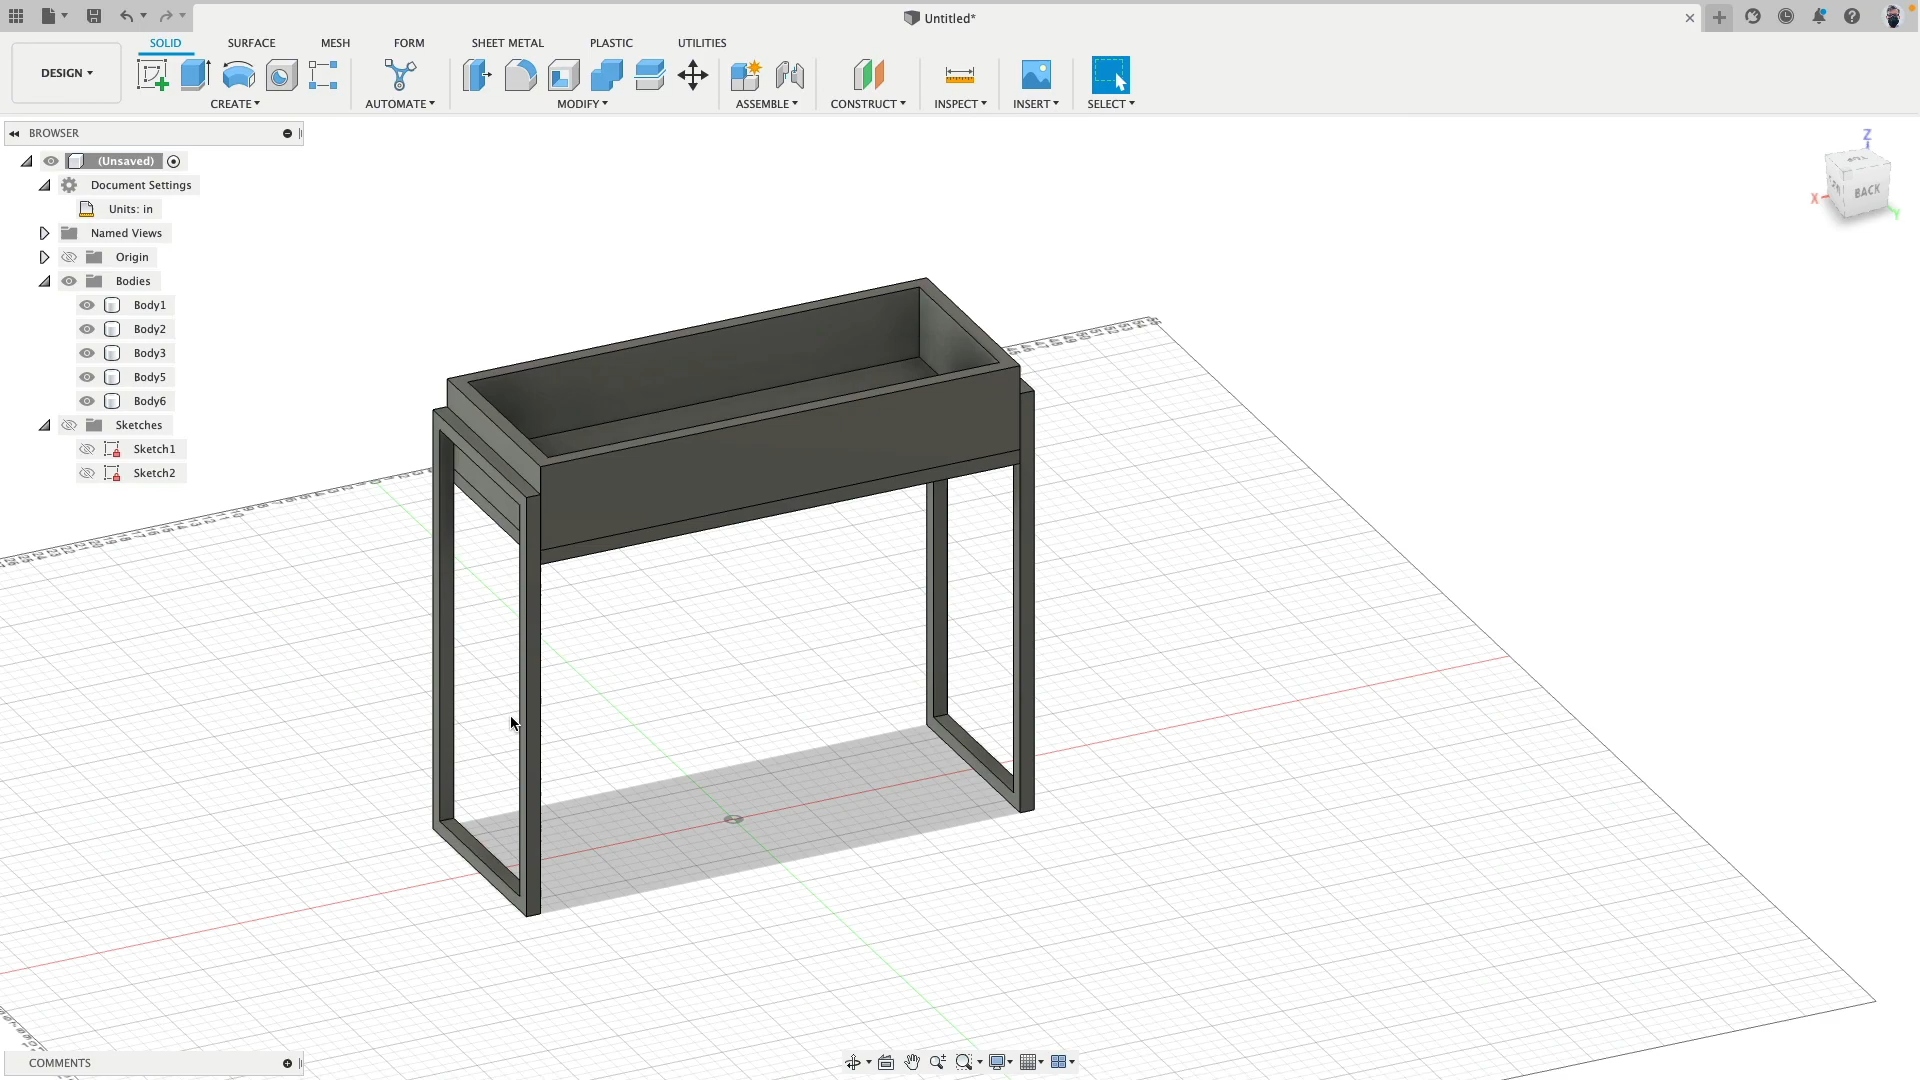 Untitled*
SOLID SURFACE MESH FORM SHEET METAL PLASTIC UTILITIES
DESIGN
CREATE AUTOMATE MODIFY ASSEMBLE CONSTRUCT INSPECT INSERT SELECT
BROWSER
(Unsaved)
Document Settings
Units: in
Named Views
Origin
Bodies
Body1
Body2
Body3
Body5
Body6
Sketches
Sketch1
Sketch2
Z
TOP
BACK
X
Y
COMMENTS